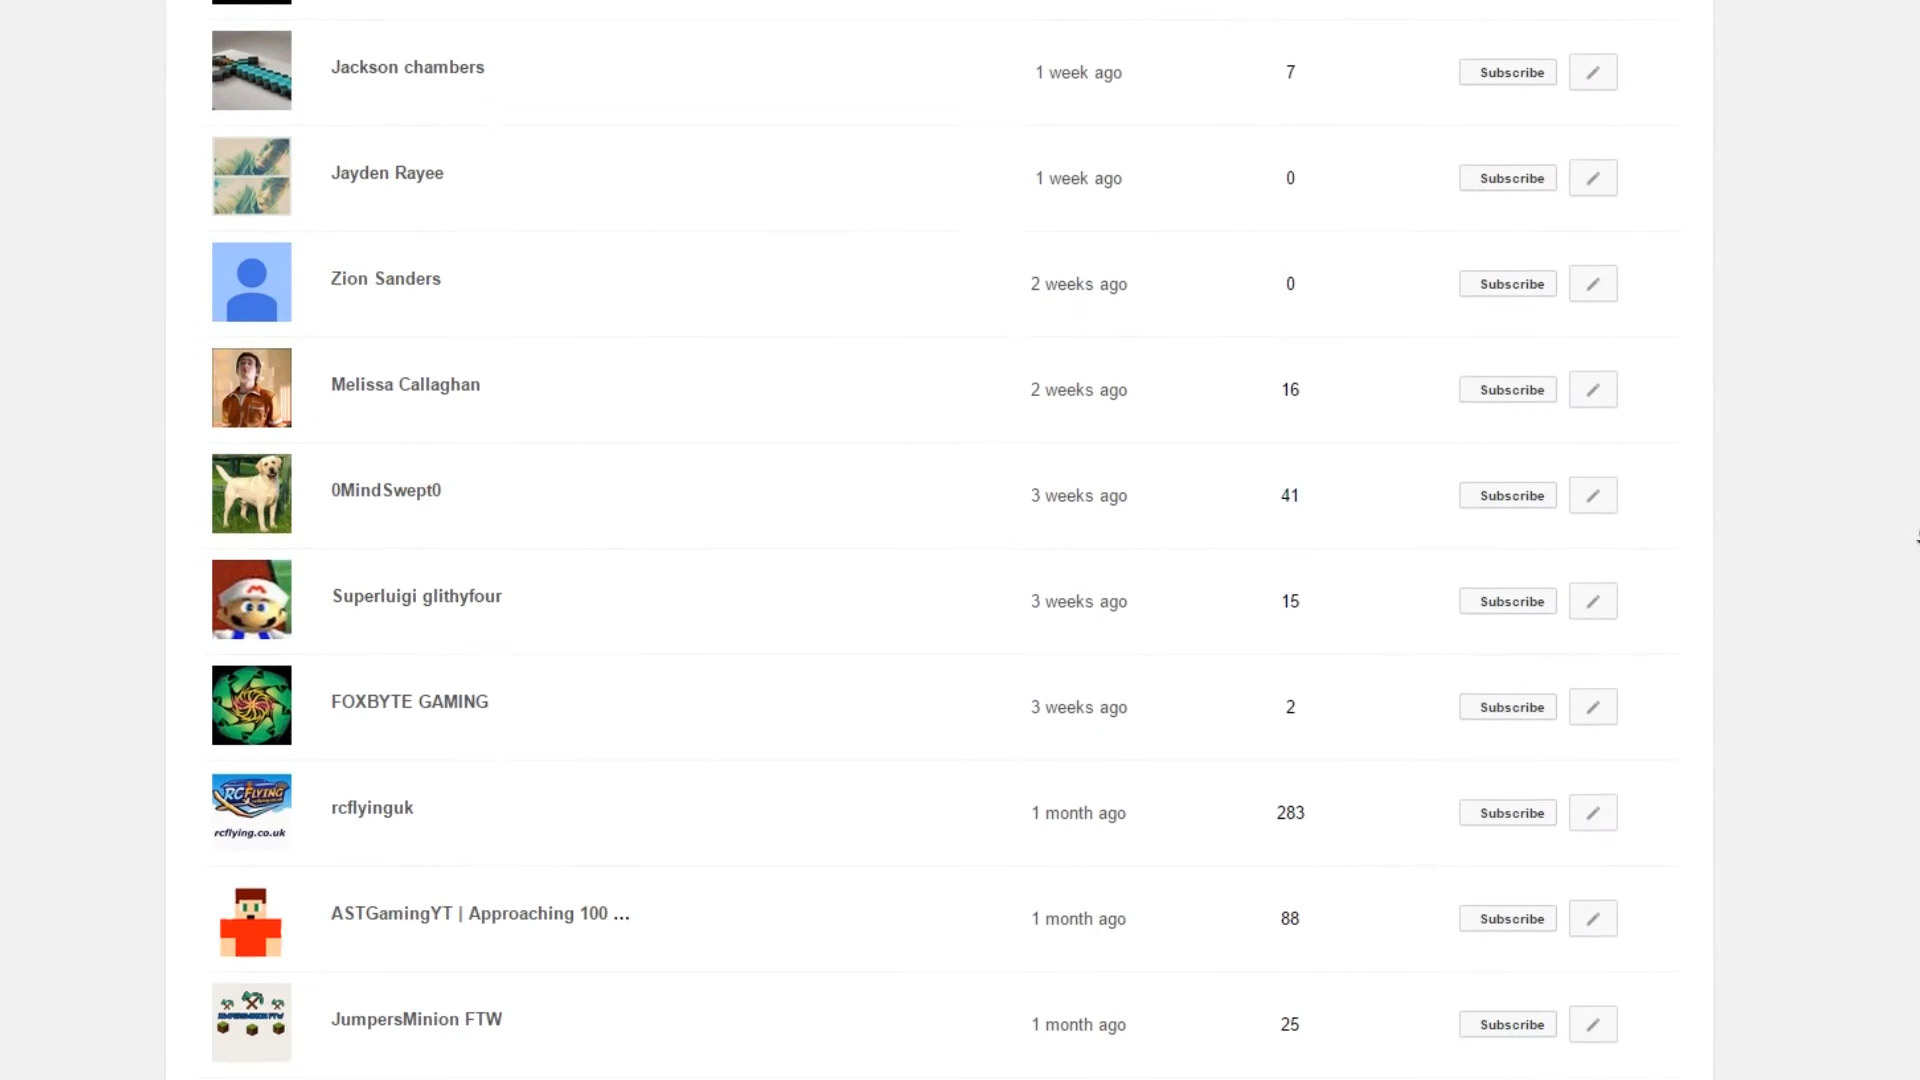 Jackson chambers 1 week ago 7 Subscribe
Jayden Rayee 1 week ago 0 Subscribe
Zion Sanders 2 weeks ago 0 Subscribe
Melissa Callaghan 2 weeks ago 16 Subscribe
0MindSwept0 3 weeks ago 41 Subscribe
Superluigi glithyfour 3 weeks ago 15 Subscribe
FOXBYTE GAMING 3 weeks ago 2 Subscribe
RCFLYING
rcflying.co.uk
rcflyinguk 1 month ago 283 Subscribe
ASTGamingYT | Approaching 100 ... 1 month ago 88 Subscribe
JUMPERSMINION FTW
JumpersMinion FTW 1 month ago 25 Subscribe